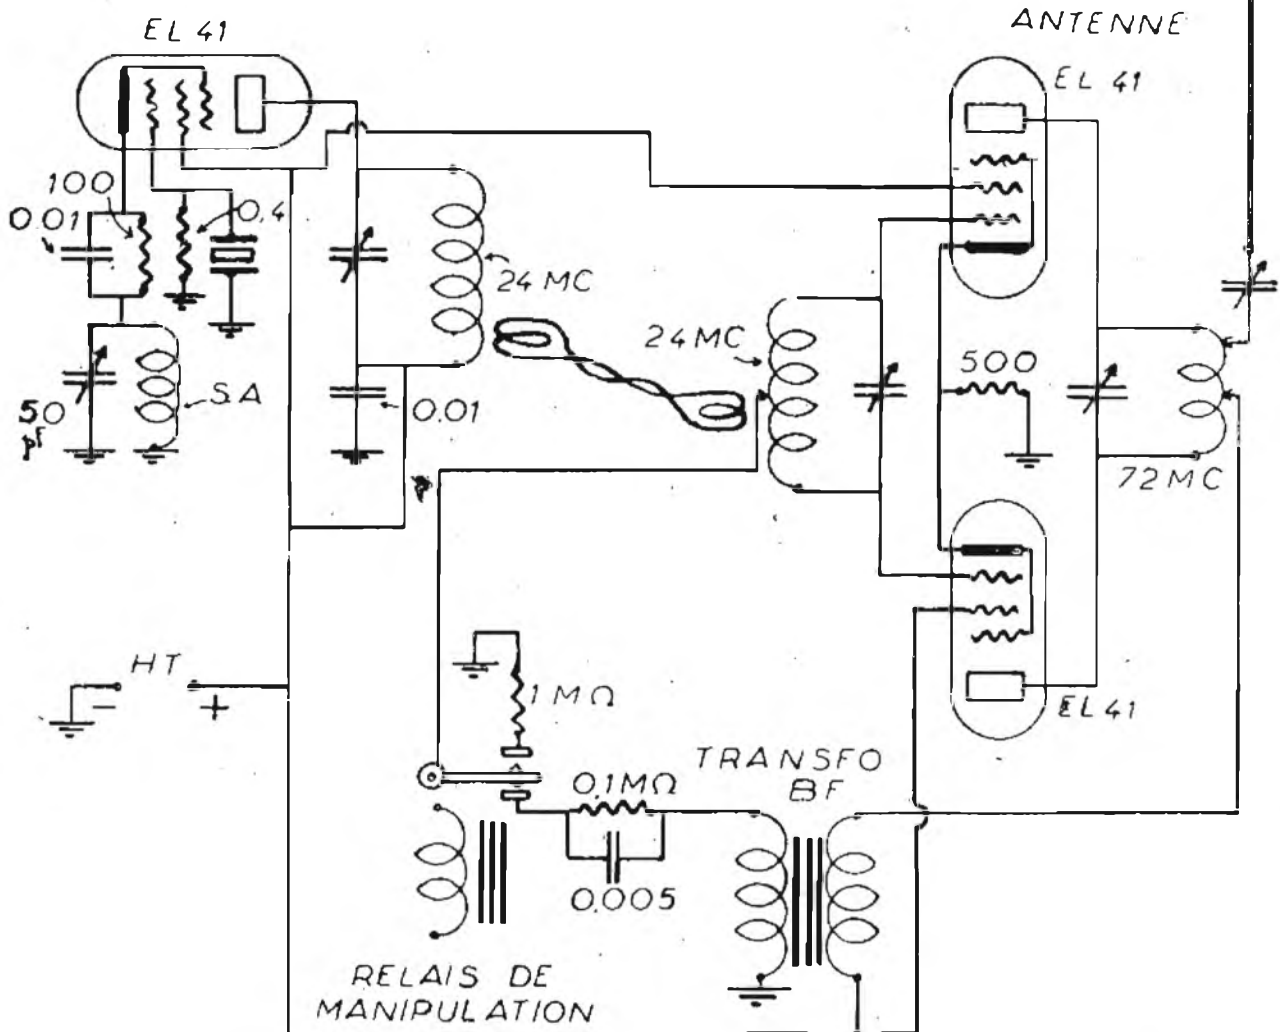 EL 41
ANTENNE
EL 41
100
0.01
0.4
24 MC
24 MC
500
S.A
50
pF
0.01
72 MC
HT
−
+
1 MΩ
EL 41
TRANSFO
BF
0,1 MΩ
0.005
RELAIS DE
MANIPULATION